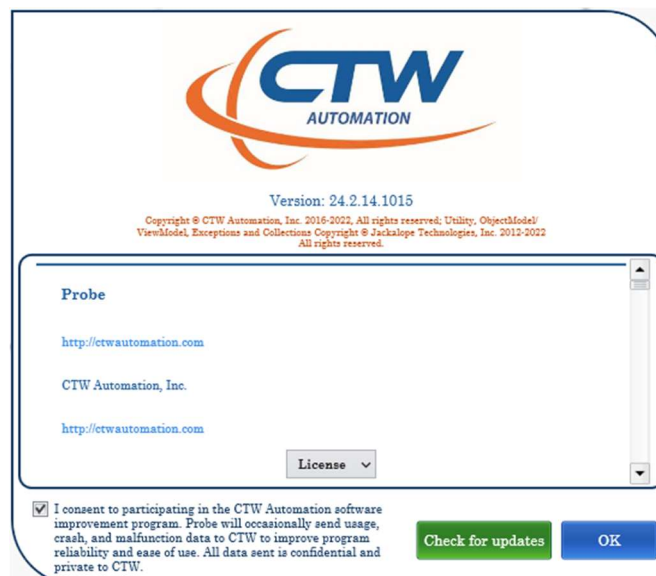 CTW
AUTOMATION
Version: 24.2.14.1015
Copyright © CTW Automation, Inc. 2016-2022, All rights reserved; Utility, ObjectModel/
ViewModel, Exceptions and Collections Copyright © Jackalope Technologies, Inc. 2012-2022
All rights reserved.
Probe
http://ctwautomation.com
CTW Automation, Inc.
http://ctwautomation.com
License
I consent to participating in the CTW Automation software
improvement program. Probe will occasionally send usage,
crash, and malfunction data to CTW to improve program
reliability and ease of use. All data sent is confidential and
private to CTW.
Check for updates
OK